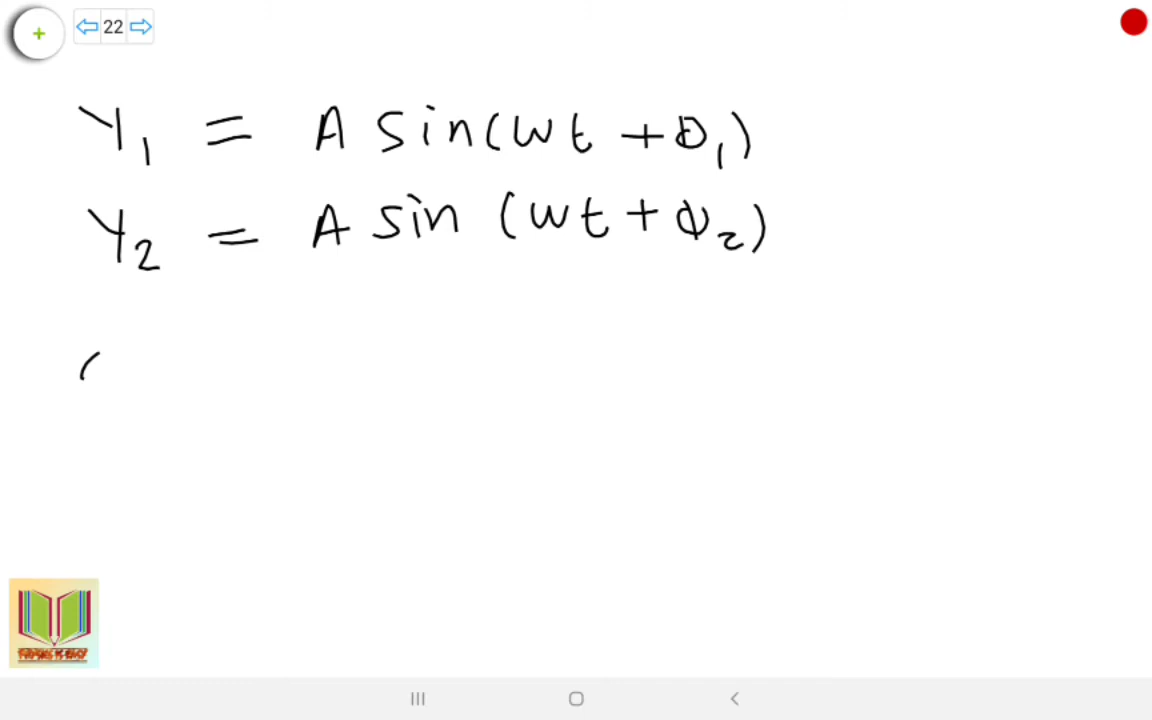 22
Y₁ = A sin(wt + Φ₁)
Y₂ = A sin (wt + Φ₂)
(